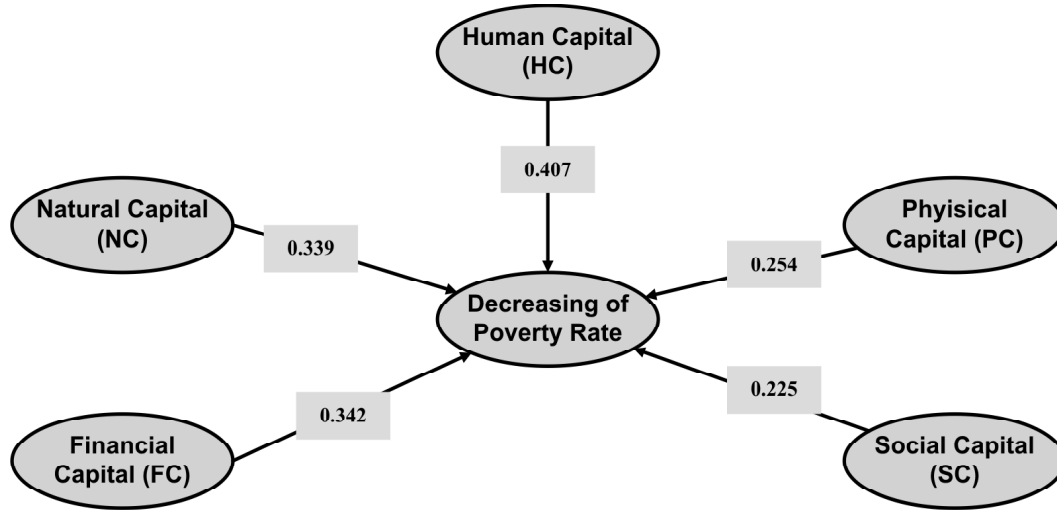 Human Capital
(HC)
0.407
Natural Capital
(NC)
0.339
Phyisical
Capital (PC)
0.254
Decreasing of
Poverty Rate
0.342
0.225
Financial
Capital (FC)
Social Capital
(SC)